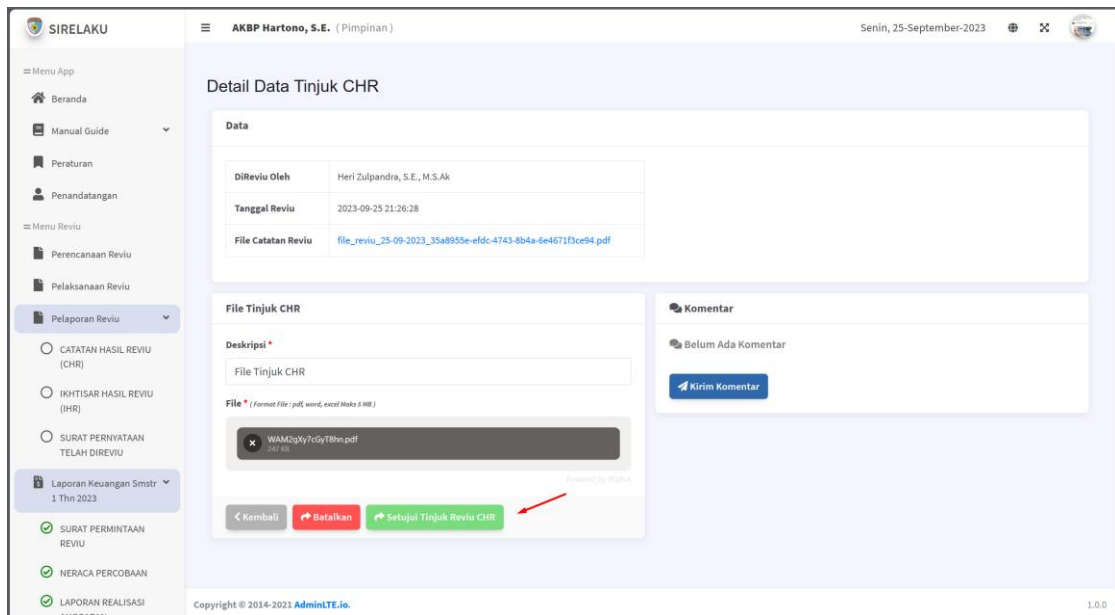 SIRELAKU
AKBP Hartono, S.E. ( Pimpinan )
Senin, 25-September-2023
Menu App
Beranda
Manual Guide
Peraturan
Penandatangan
Menu Reviu
Perencanaan Reviu
Pelaksanaan Reviu
Pelaporan Reviu
CATATAN HASIL REVIU
(CHR)
IKHTISAR HASIL REVIU
(IHR)
SURAT PERNYATAAN
TELAH DIREVIU
Laporan Keuangan Smstr
1 Thn 2023
SURAT PERMINTAAN
REVIU
NERACA PERCOBAAN
LAPORAN REALISASI
Detail Data Tinjuk CHR
Data
DiReviu Oleh
Heri Zulpandra, S.E., M.S.Ak
Tanggal Reviu
2023-09-25 21:26:28
File Catatan Reviu
file_reviu_25-09-2023_35a8955e-efdc-4743-8b4a-6e4671f3ce94.pdf
File Tinjuk CHR
Deskripsi *
File Tinjuk CHR
File * ( Format File : pdf, word, excel Maks 5 MB )
WAM2gXy7cGyT8hn.pdf
247 KB
Powered by PQINA
Kembali
Batalkan
Setujui Tinjuk Reviu CHR
Komentar
Belum Ada Komentar
Kirim Komentar
Copyright © 2014-2021 AdminLTE.io.
1.0.0